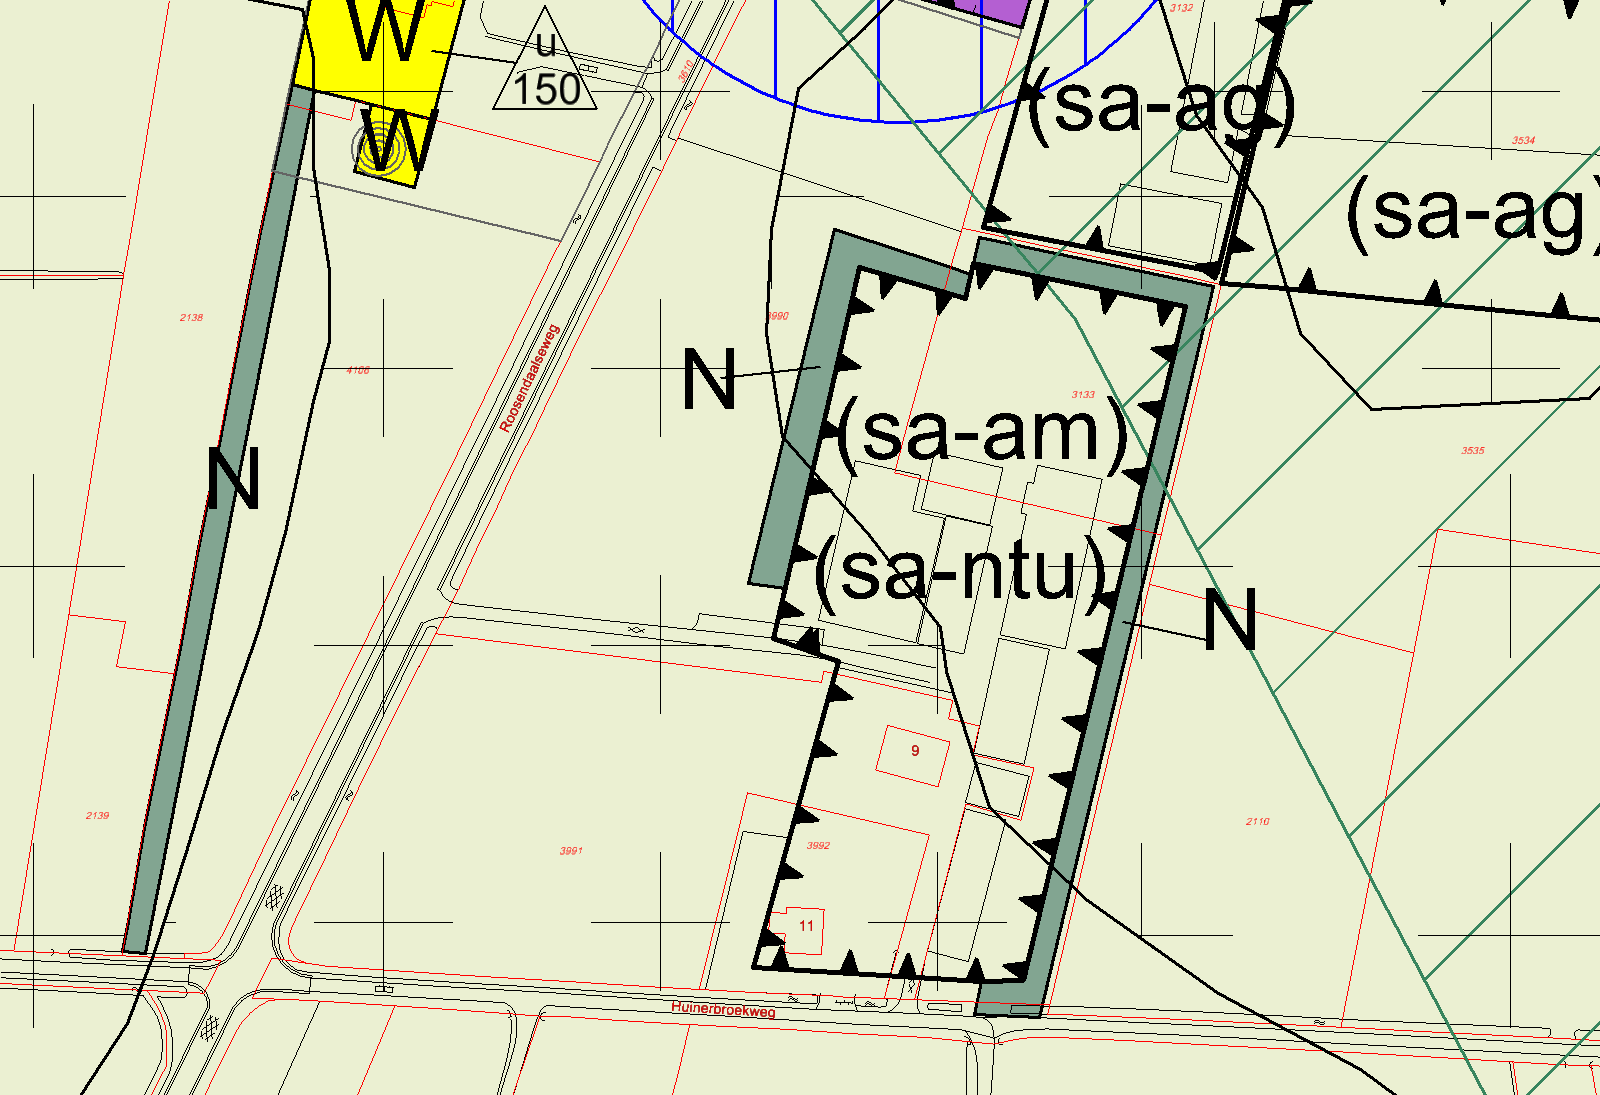 W
u
150
W
3132
3610
(sa-ag)
3534
(sa-ag)
2138
3990
4106
Roosendaalseweg
N
3133
(sa-am)
3535
N
(sa-ntu)
N
9
2139
3991
3992
2110
11
Huinerbroekweg